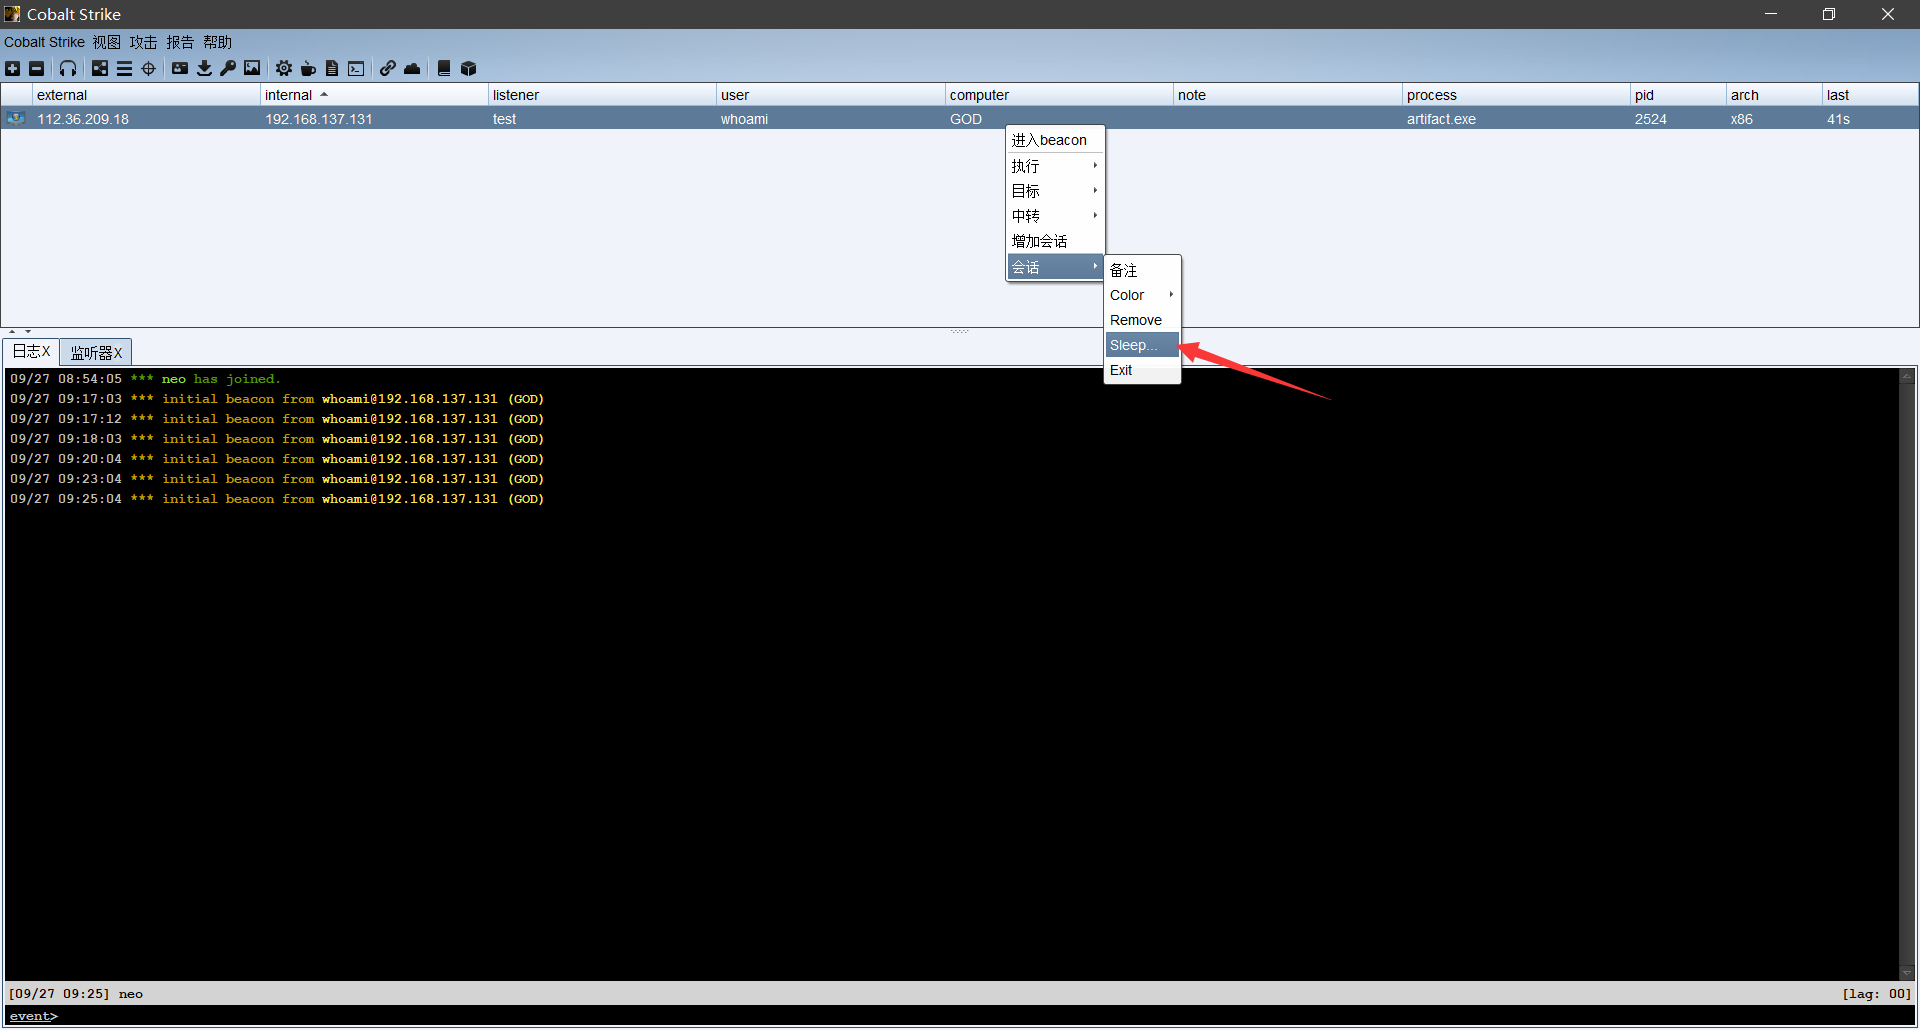 Cobalt Strike
Cobalt Strike 视图 攻击 报告 帮助
external internal listener user computer note process pid arch last
112.36.209.18 192.168.137.131 test whoami GOD artifact.exe 2524 x86 41s
进入beacon
执行
目标
中转
增加会话
会话
备注
Color
Remove
Sleep...
Exit
日志X 监听器X
09/27 08:54:05 *** neo has joined.
09/27 09:17:03 *** initial beacon from whoami@192.168.137.131 (GOD)
09/27 09:17:12 *** initial beacon from whoami@192.168.137.131 (GOD)
09/27 09:18:03 *** initial beacon from whoami@192.168.137.131 (GOD)
09/27 09:20:04 *** initial beacon from whoami@192.168.137.131 (GOD)
09/27 09:23:04 *** initial beacon from whoami@192.168.137.131 (GOD)
09/27 09:25:04 *** initial beacon from whoami@192.168.137.131 (GOD)
[09/27 09:25] neo [lag: 00]
event>